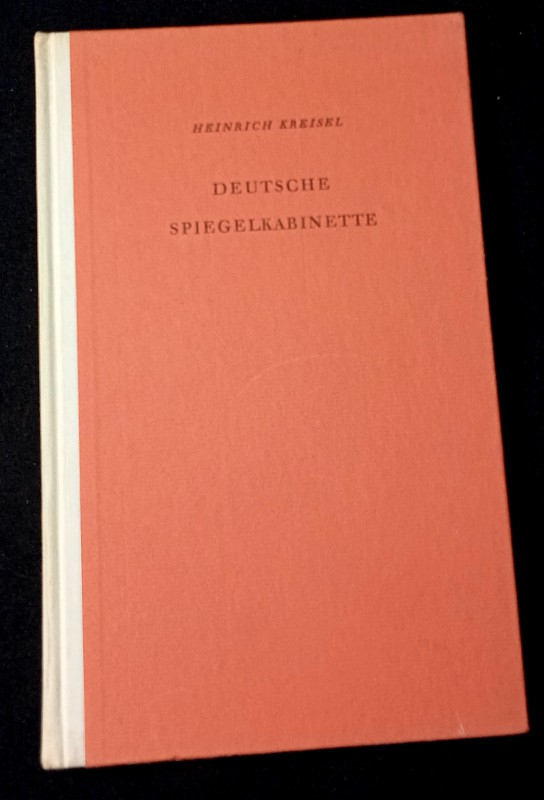 HEINRICH KREISEL
DEUTSCHE
SPIEGELKABINETTE